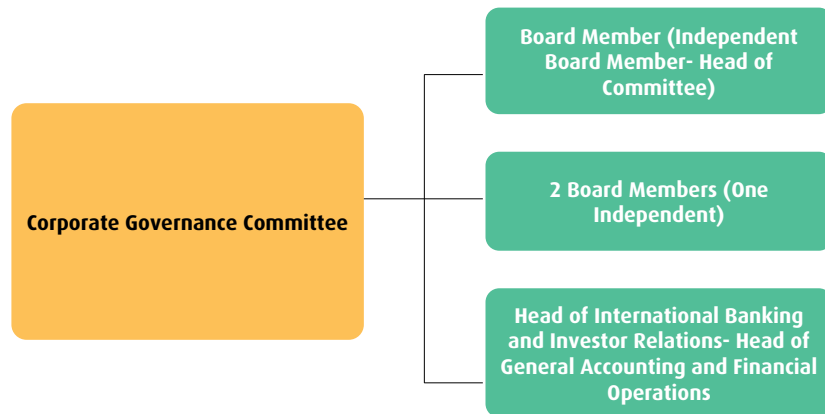 Board Member (Independent
Board Member- Head of
Committee)
Corporate Governance Committee
2 Board Members (One
Independent)
Head of International Banking
and Investor Relations- Head of
General Accounting and Financial
Operations